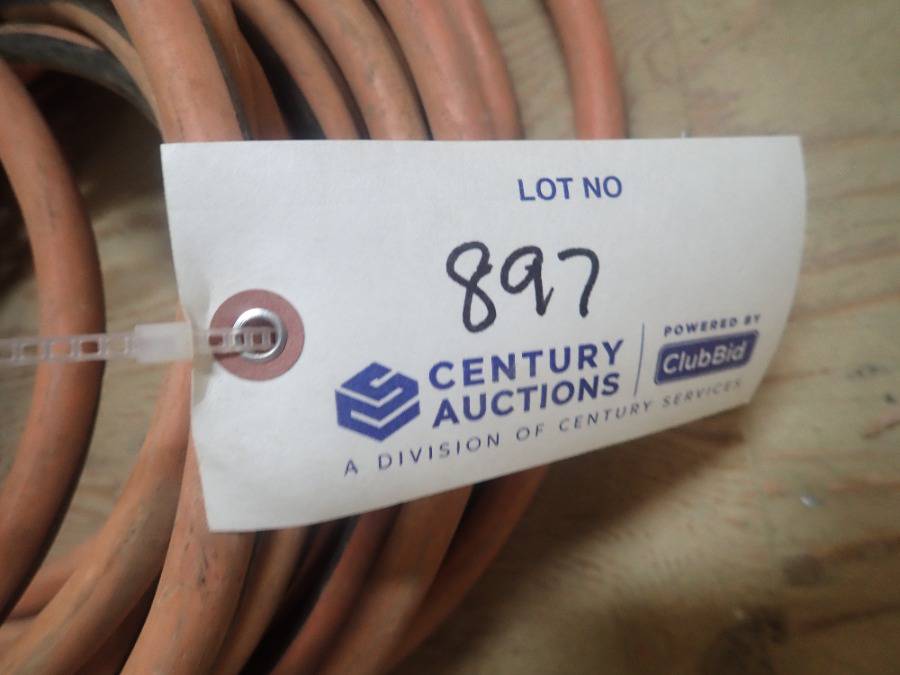 LOT NO
897
CENTURY
AUCTIONS
POWERED BY
ClubBid
A DIVISION OF CENTURY SERVICES